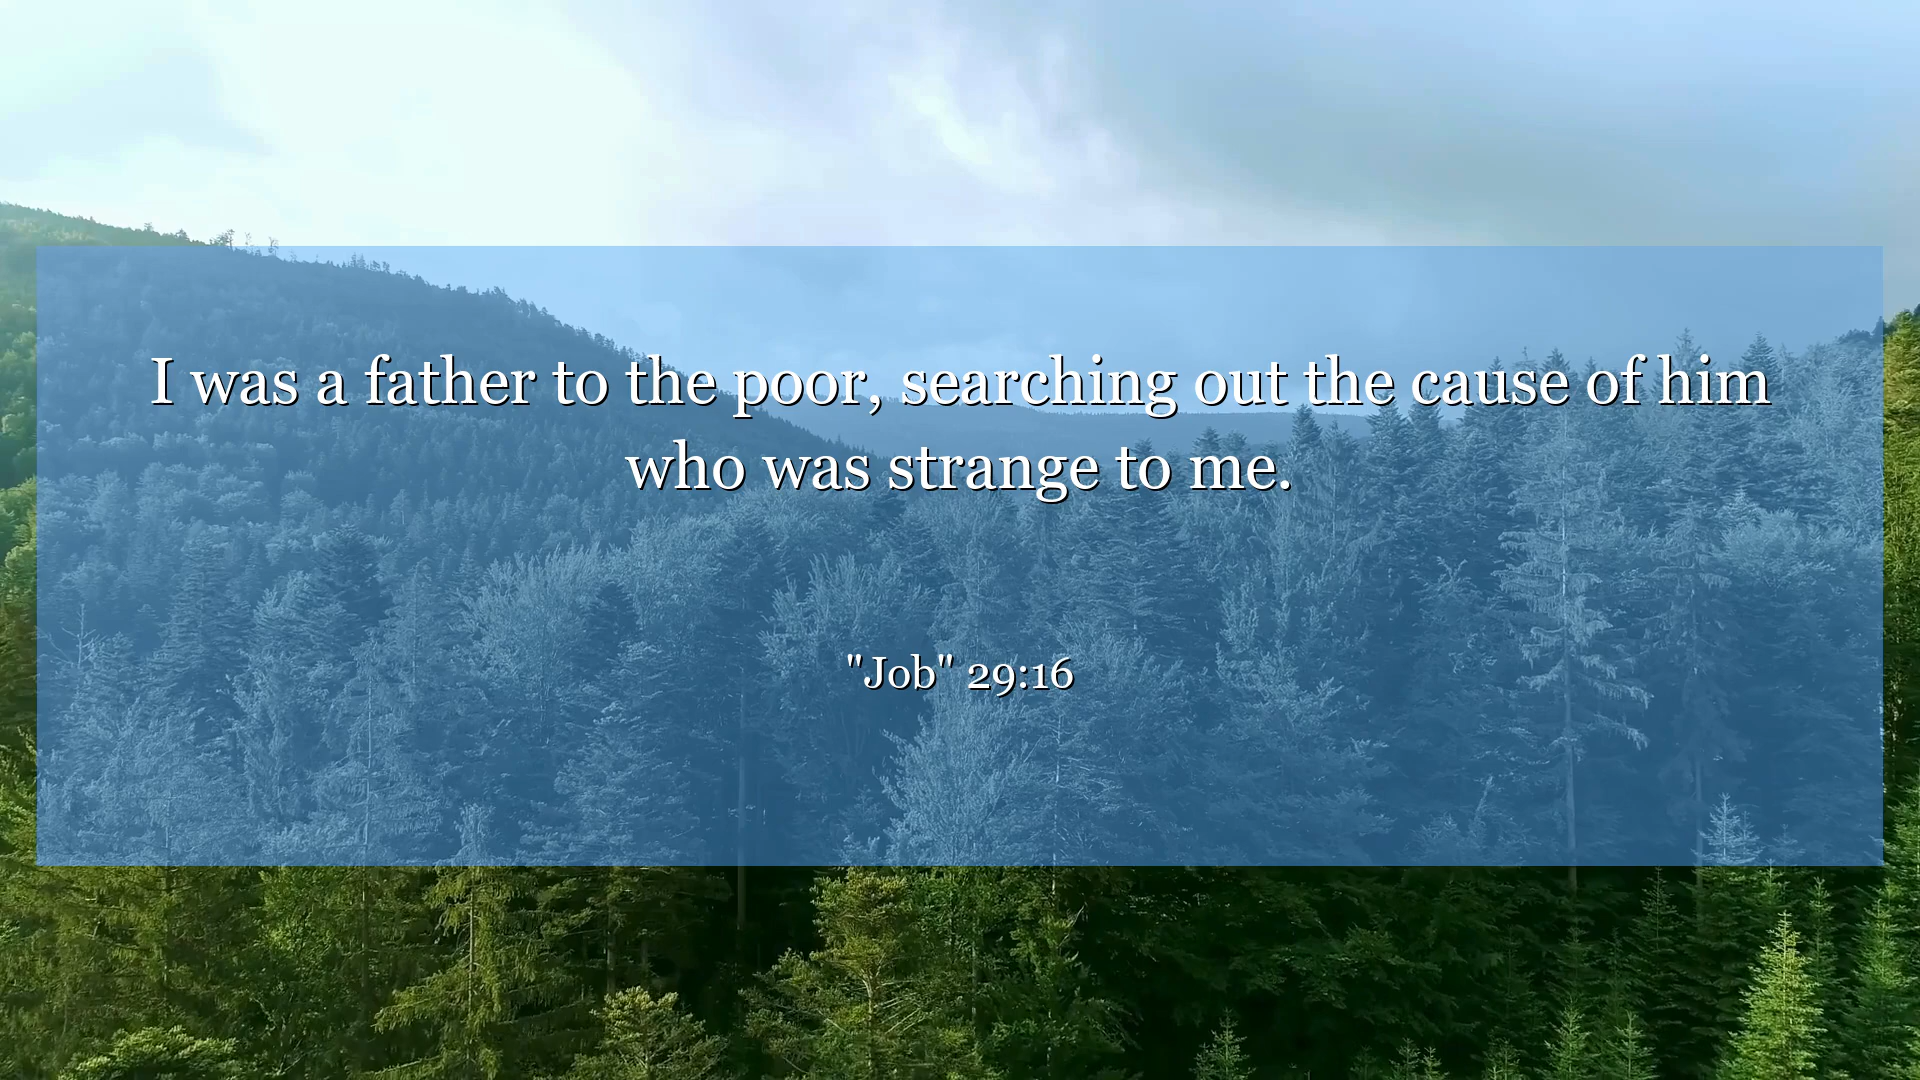 I was a father to the poor, searching out the cause of him
who was strange to me.
"Job" 29:16